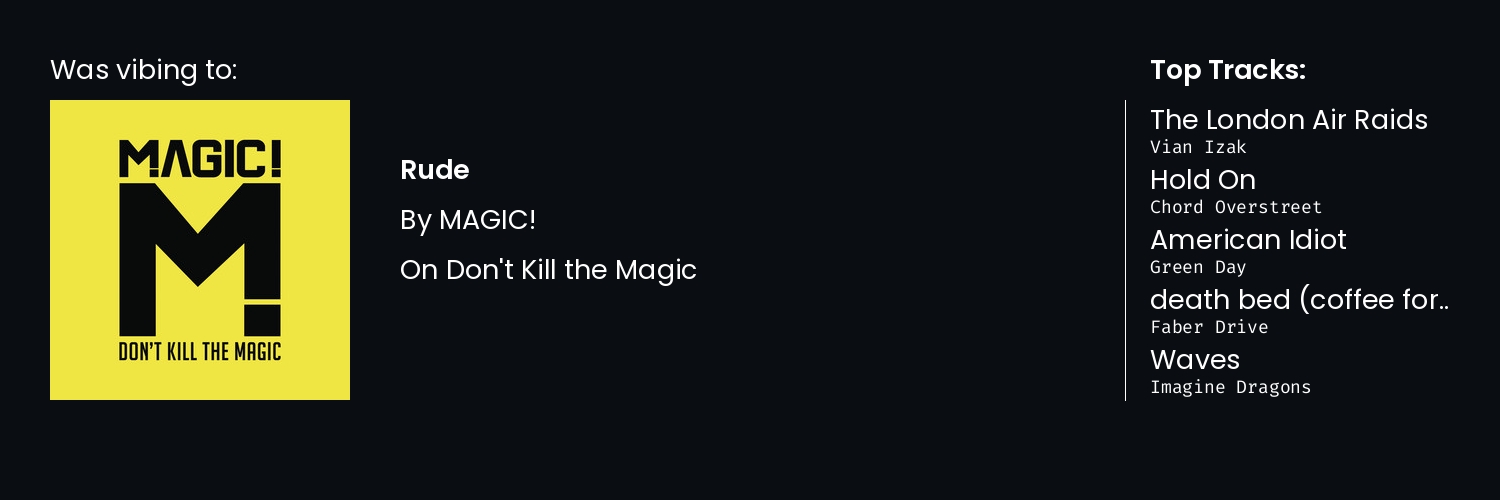 Was vibing to:
MAGIC!
M!
DON'T KILL THE MAGIC
Rude
By MAGIC!
On Don't Kill the Magic
Top Tracks:
The London Air Raids
Vian Izak
Hold On
Chord Overstreet
American Idiot
Green Day
death bed (coffee for..
Faber Drive
Waves
Imagine Dragons